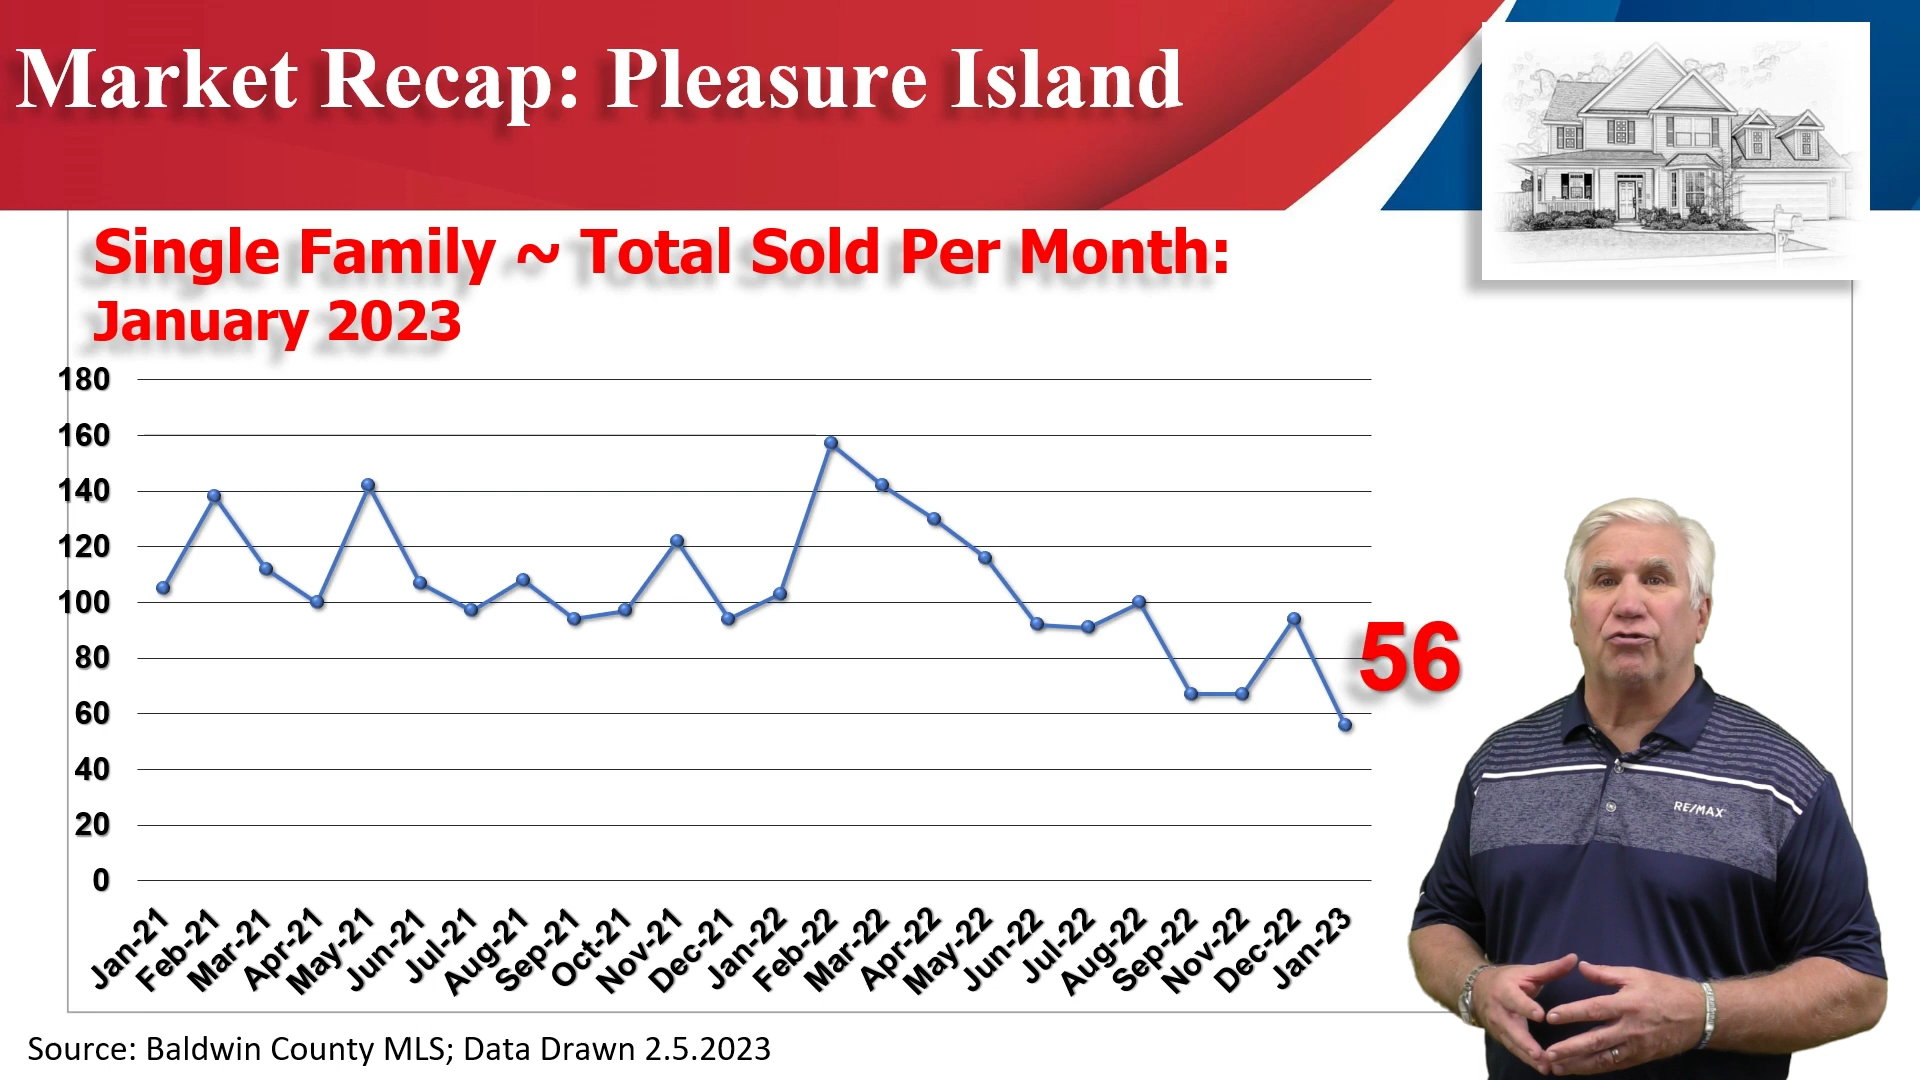 Market Recap: Pleasure Island
Single Family ~ Total Sold Per Month:
January 2023
180
160
140
120
100
80
60
40
20
0
56
Jan-21
Feb-21
Mar-21
Apr-21
May-21
Jun-21
Jul-21
Aug-21
Sep-21
Oct-21
Nov-21
Dec-21
Jan-22
Feb-22
Mar-22
Apr-22
May-22
Jun-22
Jul-22
Aug-22
Sep-22
Nov-22
Dec-22
Jan-23
RE/MAX
Source: Baldwin County MLS; Data Drawn 2.5.2023